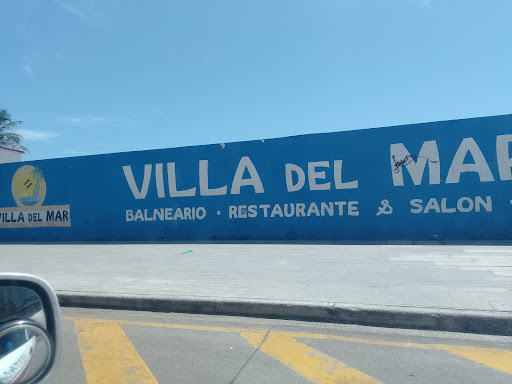 VILLA DEL MAR
VILLA DEL MAR
BALNEARIO · RESTAURANTE & SALON ·